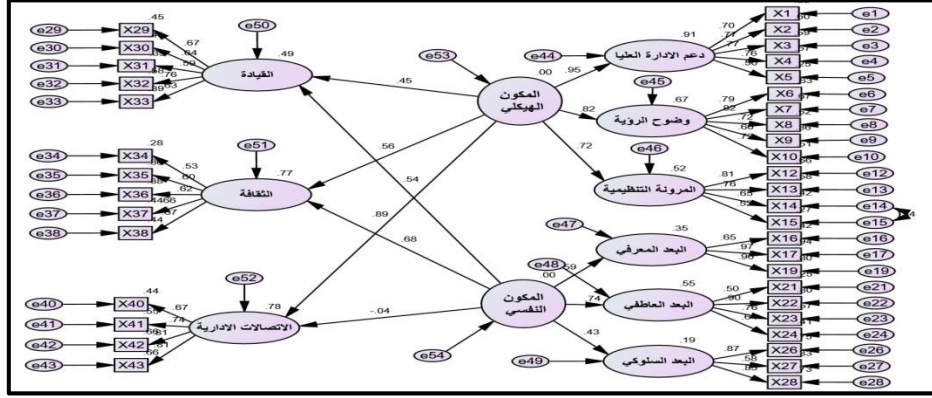 e29 X29 .45
e30 X30
e31 X31
e32 X32
e33 X33
.67
.64
.59
.76
e50
.49
القيادة
e34 X34 .28
e35 X35
e36 X36
e37 X37
e38 X38
.53
.60
.62
.44
e51
.77
الثقافة
e40 X40 .44
e41 X41
e42 X42
e43 X43
.67
.74
.81
.66
e52
.78
الاتصالات الادارية
e53
.00
المكون
الهيكلي
.45
.56
.89
.95
.82
.72
.54
.68
-.04
.00
المكون
النفسي
e54
.59
.74
.43
e44
.91
دعم الادارة العليا
e45
.67
وضوح الرؤية
e46
.52
المرونة التنظيمية
e47
.35
البعد المعرفي
e48
.55
البعد العاطفي
e49
.19
البعد السلوكي
.70
.77
.77
.76
X1 e1
X2 e2
X3 e3
X4 e4
X5 e5
.79
.92
.72
X6 e6
X7 e7
X8 e8
X9 e9
X10 e10
.81
.76
X12 e12
X13 e13
X14 e14
X15 e15
.65
.97
.90
X16 e16
X17 e17
X19 e19
.50
.90
.76
X21 e21
X22 e22
X23 e23
X24 e24
.87
.58
X26 e26
X27 e27
X28 e28